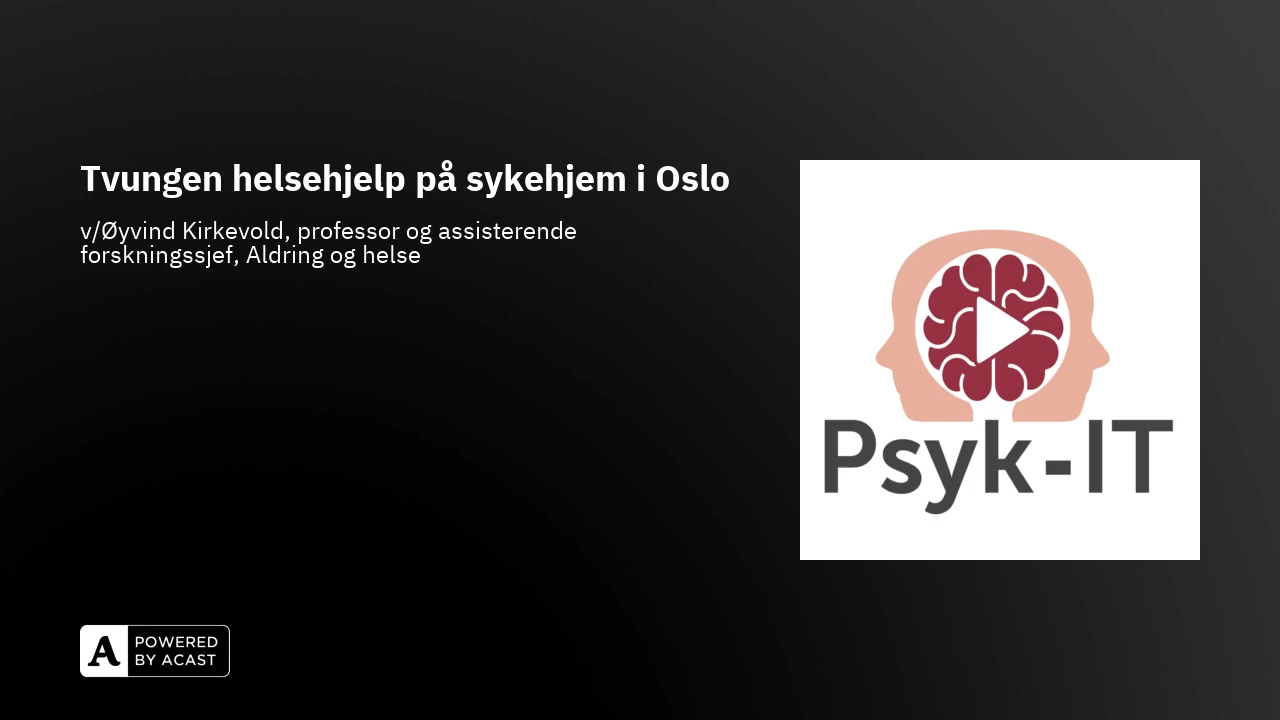 Tvungen helsehjelp på sykehjem i Oslo
v/Øyvind Kirkevold, professor og assisterende
forskningssjef, Aldring og helse
Psyk-IT
A
POWERED
BY ACAST